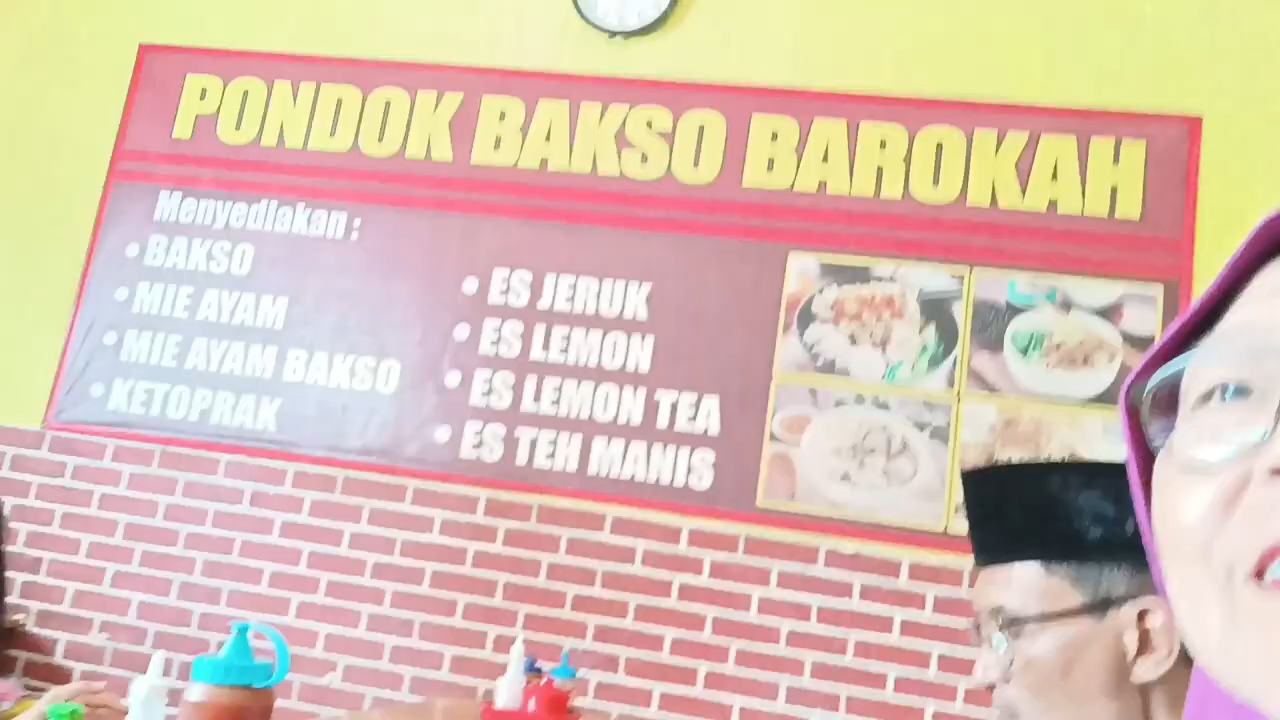 PONDOK BAKSO BAROKAH
Menyediakan :
• BAKSO
• MIE AYAM
• MIE AYAM BAKSO
• KETOPRAK
• ES JERUK
• ES LEMON
• ES LEMON TEA
• ES TEH MANIS